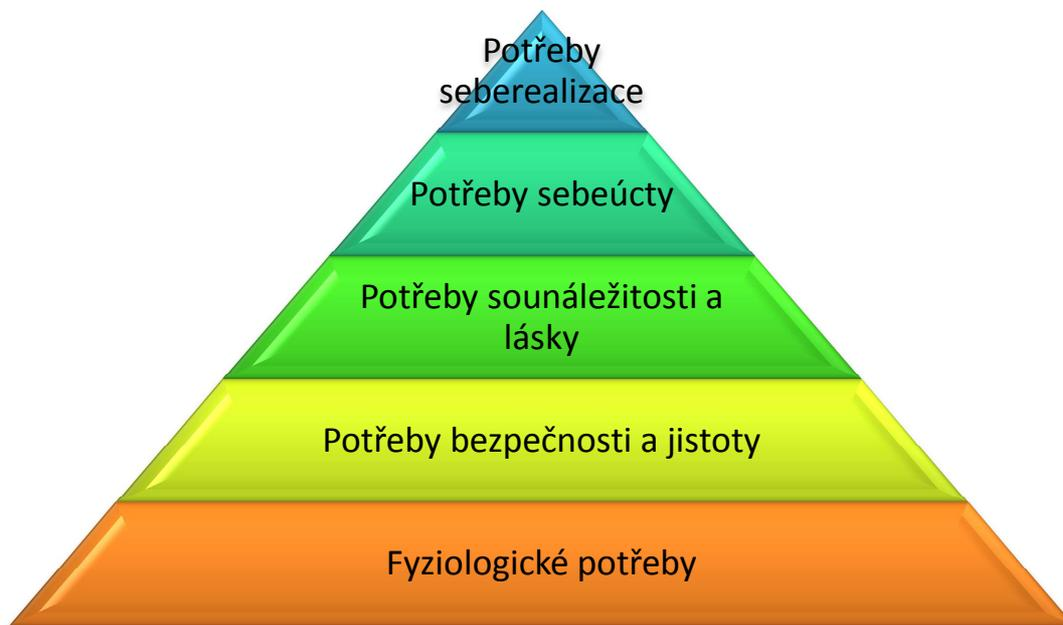 Potřeby
seberealizace
Potřeby sebeúcty
Potřeby sounáležitosti a
lásky
Potřeby bezpečnosti a jistoty
Fyziologické potřeby